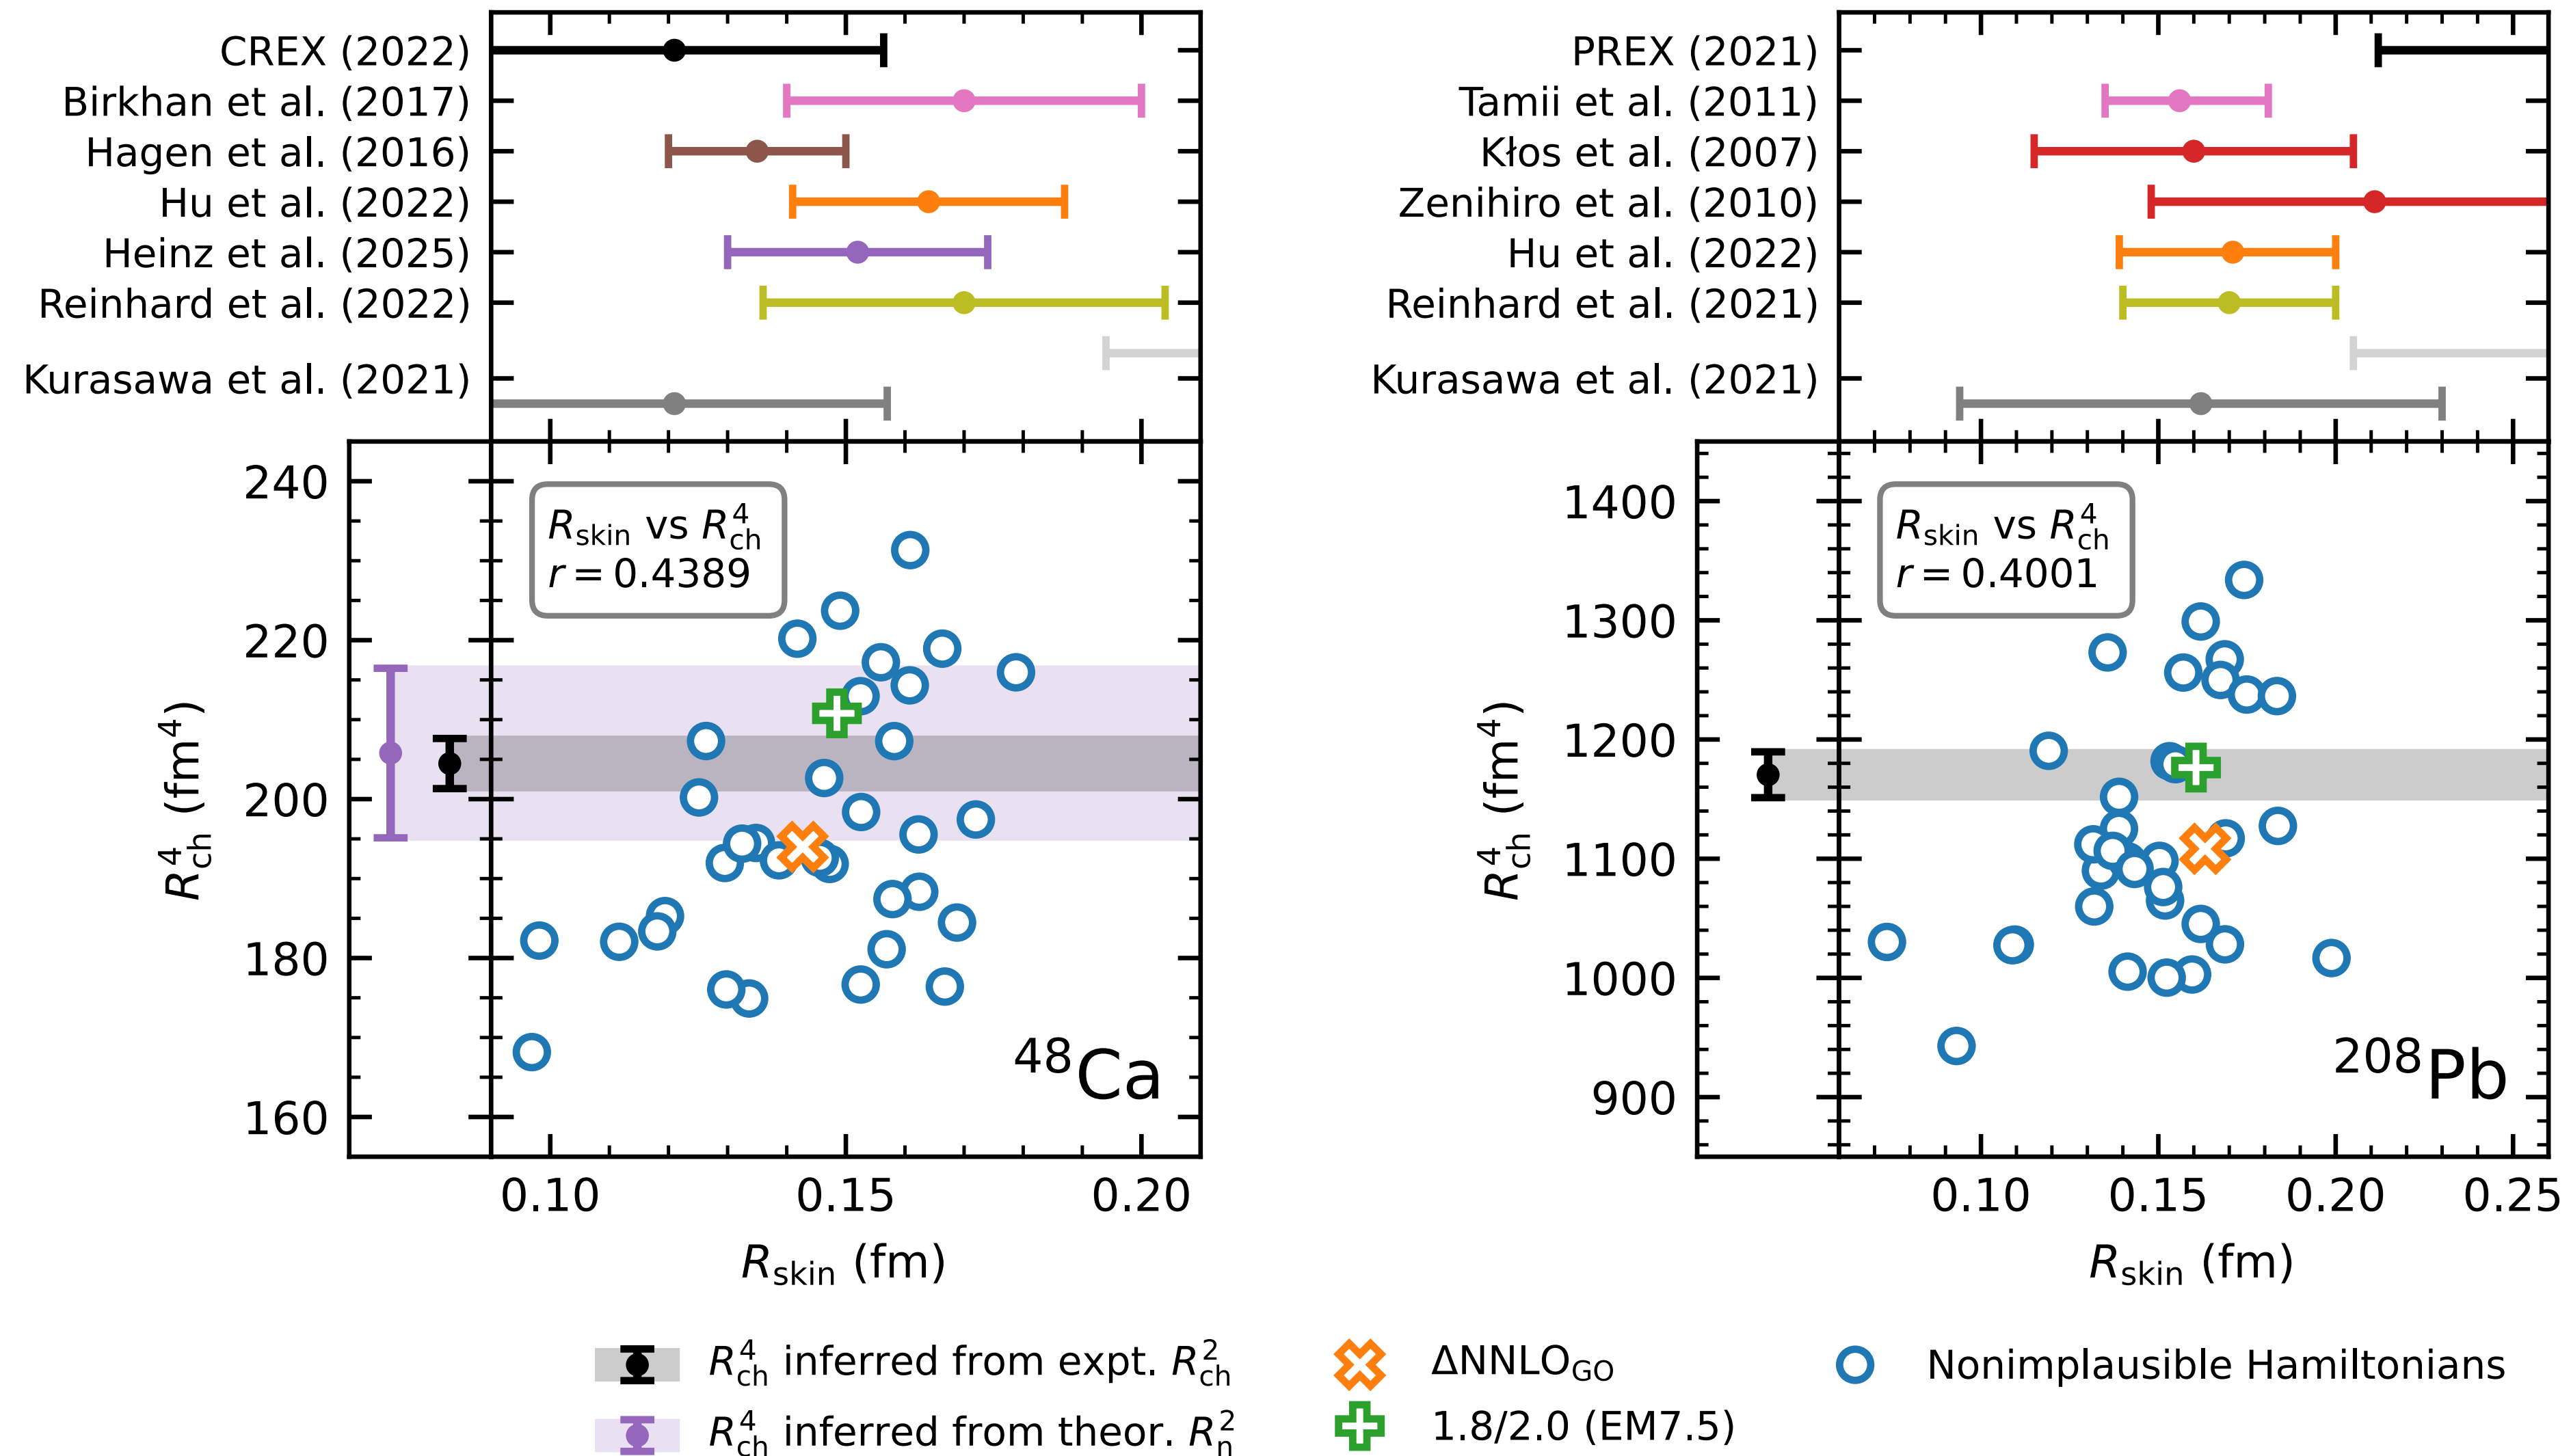 CREX (2022)
Birkhan et al. (2017)
Hagen et al. (2016)
Hu et al. (2022)
Heinz et al. (2025)
Reinhard et al. (2022)
Kurasawa et al. (2021)
240
220
200
180
160
R⁴ch (fm⁴)
Rskin vs R⁴ch
r = 0.4389
⁴⁸Ca
0.10 0.15 0.20
Rskin (fm)
PREX (2021)
Tamii et al. (2011)
Kłos et al. (2007)
Zenihiro et al. (2010)
Hu et al. (2022)
Reinhard et al. (2021)
Kurasawa et al. (2021)
1400
1300
1200
1100
1000
900
R⁴ch (fm⁴)
Rskin vs R⁴ch
r = 0.4001
²⁰⁸Pb
0.10 0.15 0.20 0.25
Rskin (fm)
R⁴ch inferred from expt. R²ch
R⁴ch inferred from theor. R²n
ΔNNLOGO
1.8/2.0 (EM7.5)
Nonimplausible Hamiltonians